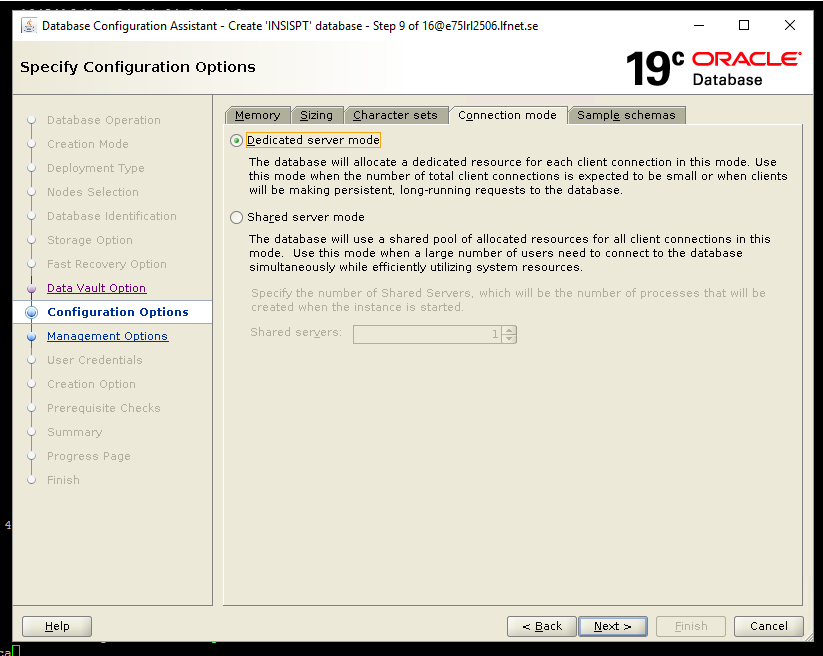 Database Configuration Assistant - Create 'INSISPT' database - Step 9 of 16@e75lrl2506.lfnet.se
Specify Configuration Options
19c ORACLE
Database
Database Operation
Creation Mode
Deployment Type
Nodes Selection
Database Identification
Storage Option
Fast Recovery Option
Data Vault Option
Configuration Options
Management Options
User Credentials
Creation Option
Prerequisite Checks
Summary
Progress Page
Finish
Memory Sizing Character sets Connection mode Sample schemas
Dedicated server mode
The database will allocate a dedicated resource for each client connection in this mode. Use
this mode when the number of total client connections is expected to be small or when clients
will be making persistent, long-running requests to the database.
Shared server mode
The database will use a shared pool of allocated resources for all client connections in this
mode. Use this mode when a large number of users need to connect to the database
simultaneously while efficiently utilizing system resources.
Specify the number of Shared Servers, which will be the number of processes that will be
created when the instance is started.
Shared servers: 1
4
Help < Back Next > Finish Cancel
ca